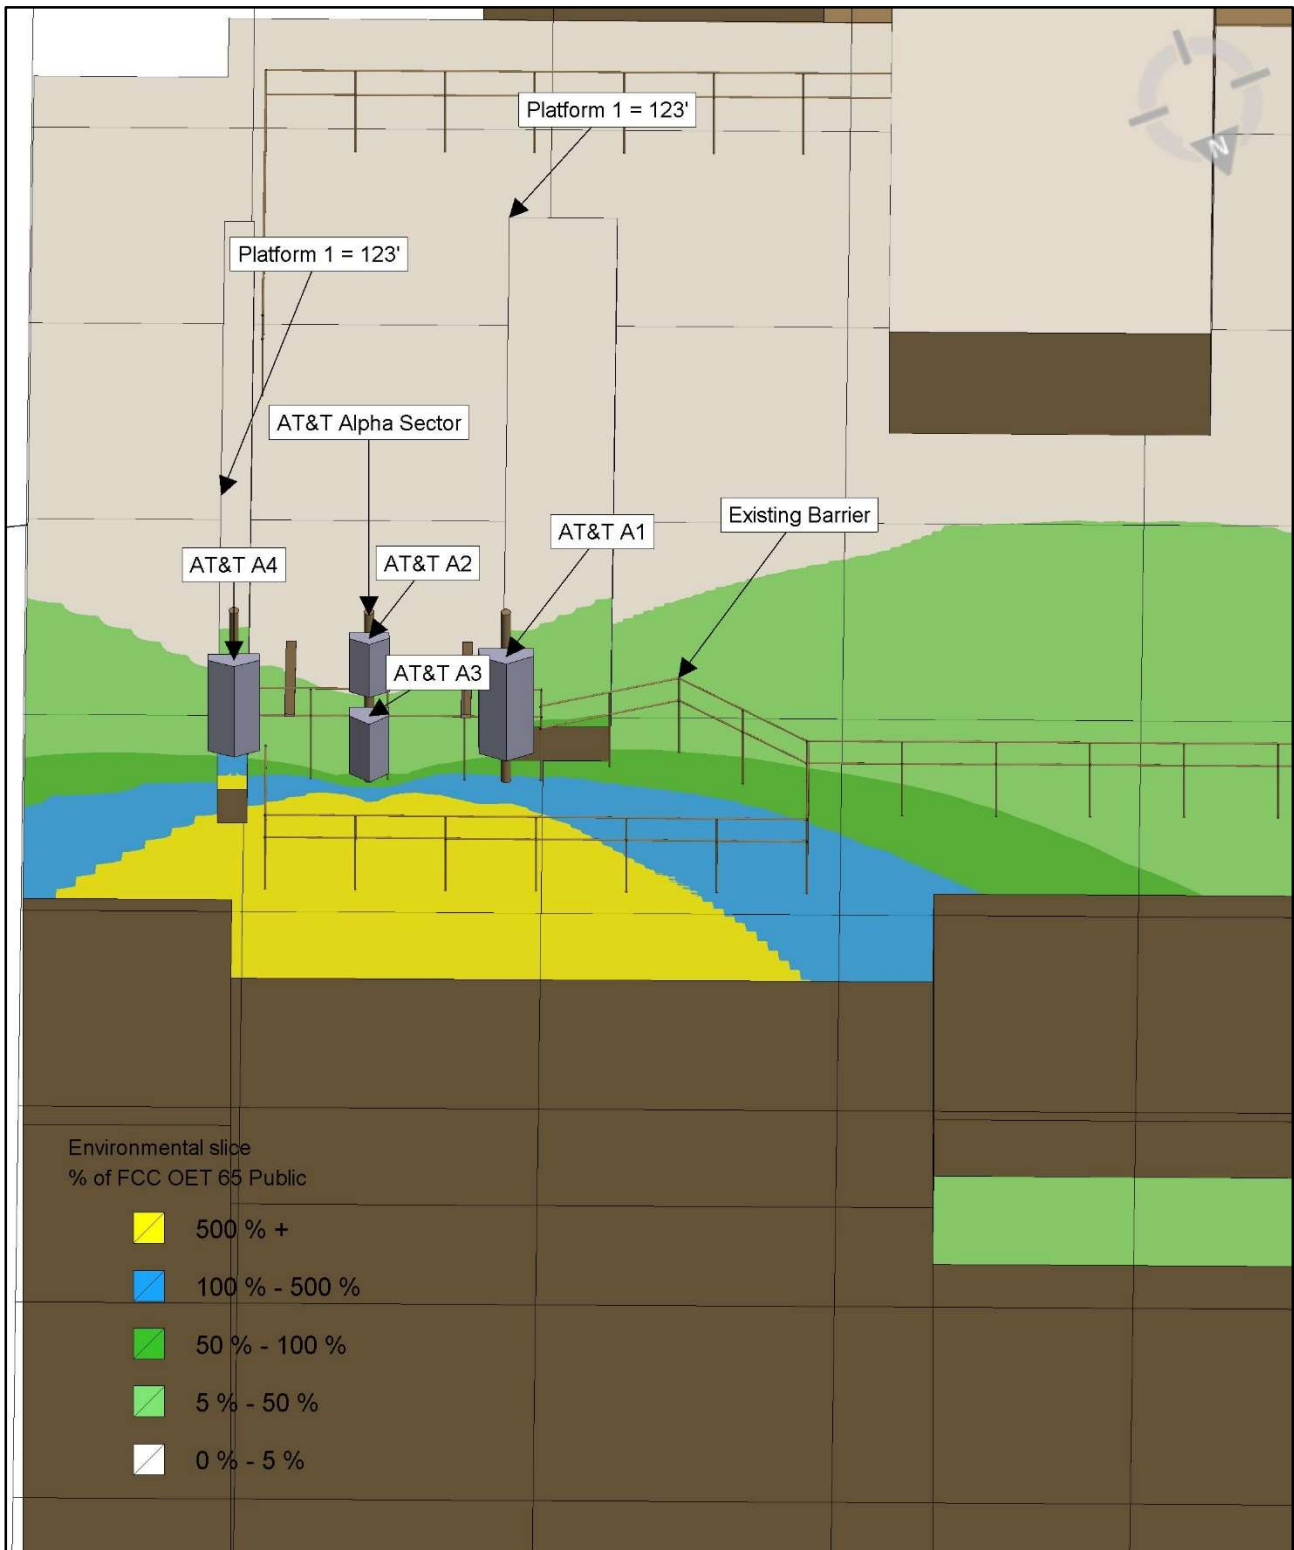 N
Platform 1 = 123'
Platform 1 = 123'
AT&T Alpha Sector
Existing Barrier
AT&T A1
AT&T A4
AT&T A2
AT&T A3
Environmental slice
% of FCC OET 65 Public
500 % +
100 % - 500 %
50 % - 100 %
5 % - 50 %
0 % - 5 %